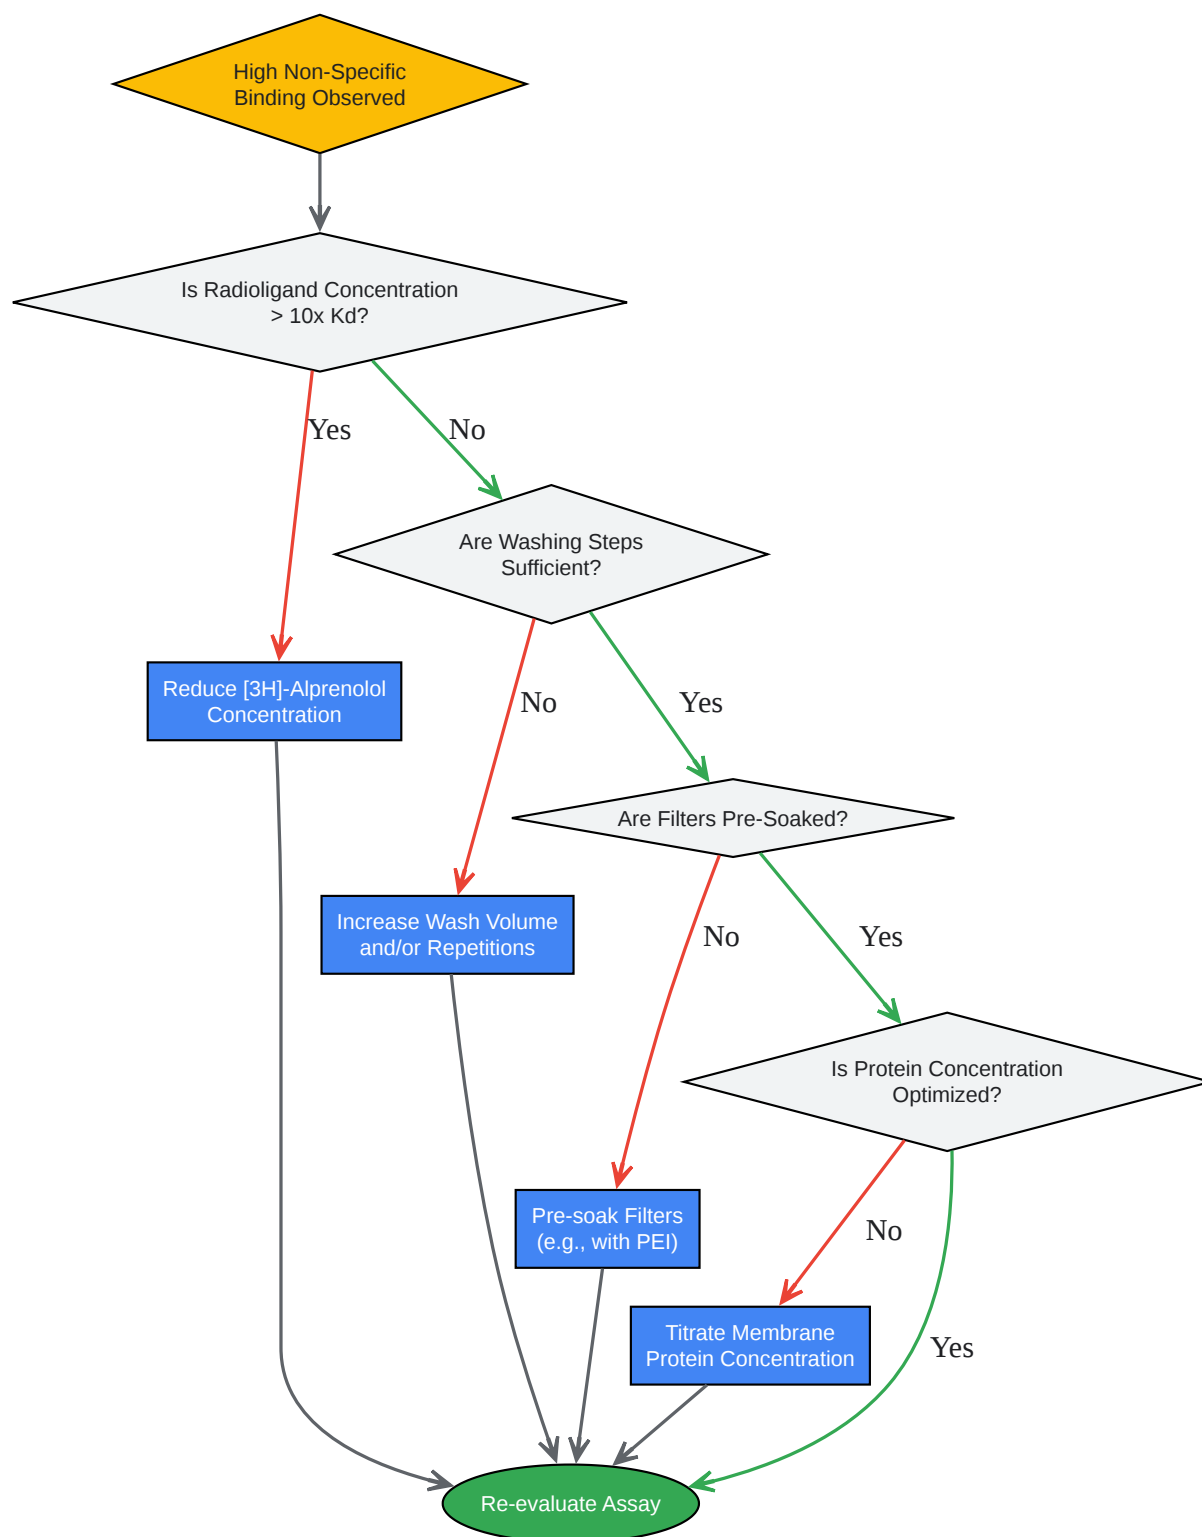 High Non-Specific
Binding Observed
Is Radioligand Concentration
> 10x Kd?
Yes
No
Are Washing Steps
Sufficient?
Reduce [3H]-Alprenolol
Concentration
No
Yes
Are Filters Pre-Soaked?
Increase Wash Volume
and/or Repetitions
No
Yes
Is Protein Concentration
Optimized?
Pre-soak Filters
(e.g., with PEI)
No
Titrate Membrane
Protein Concentration
Yes
Re-evaluate Assay